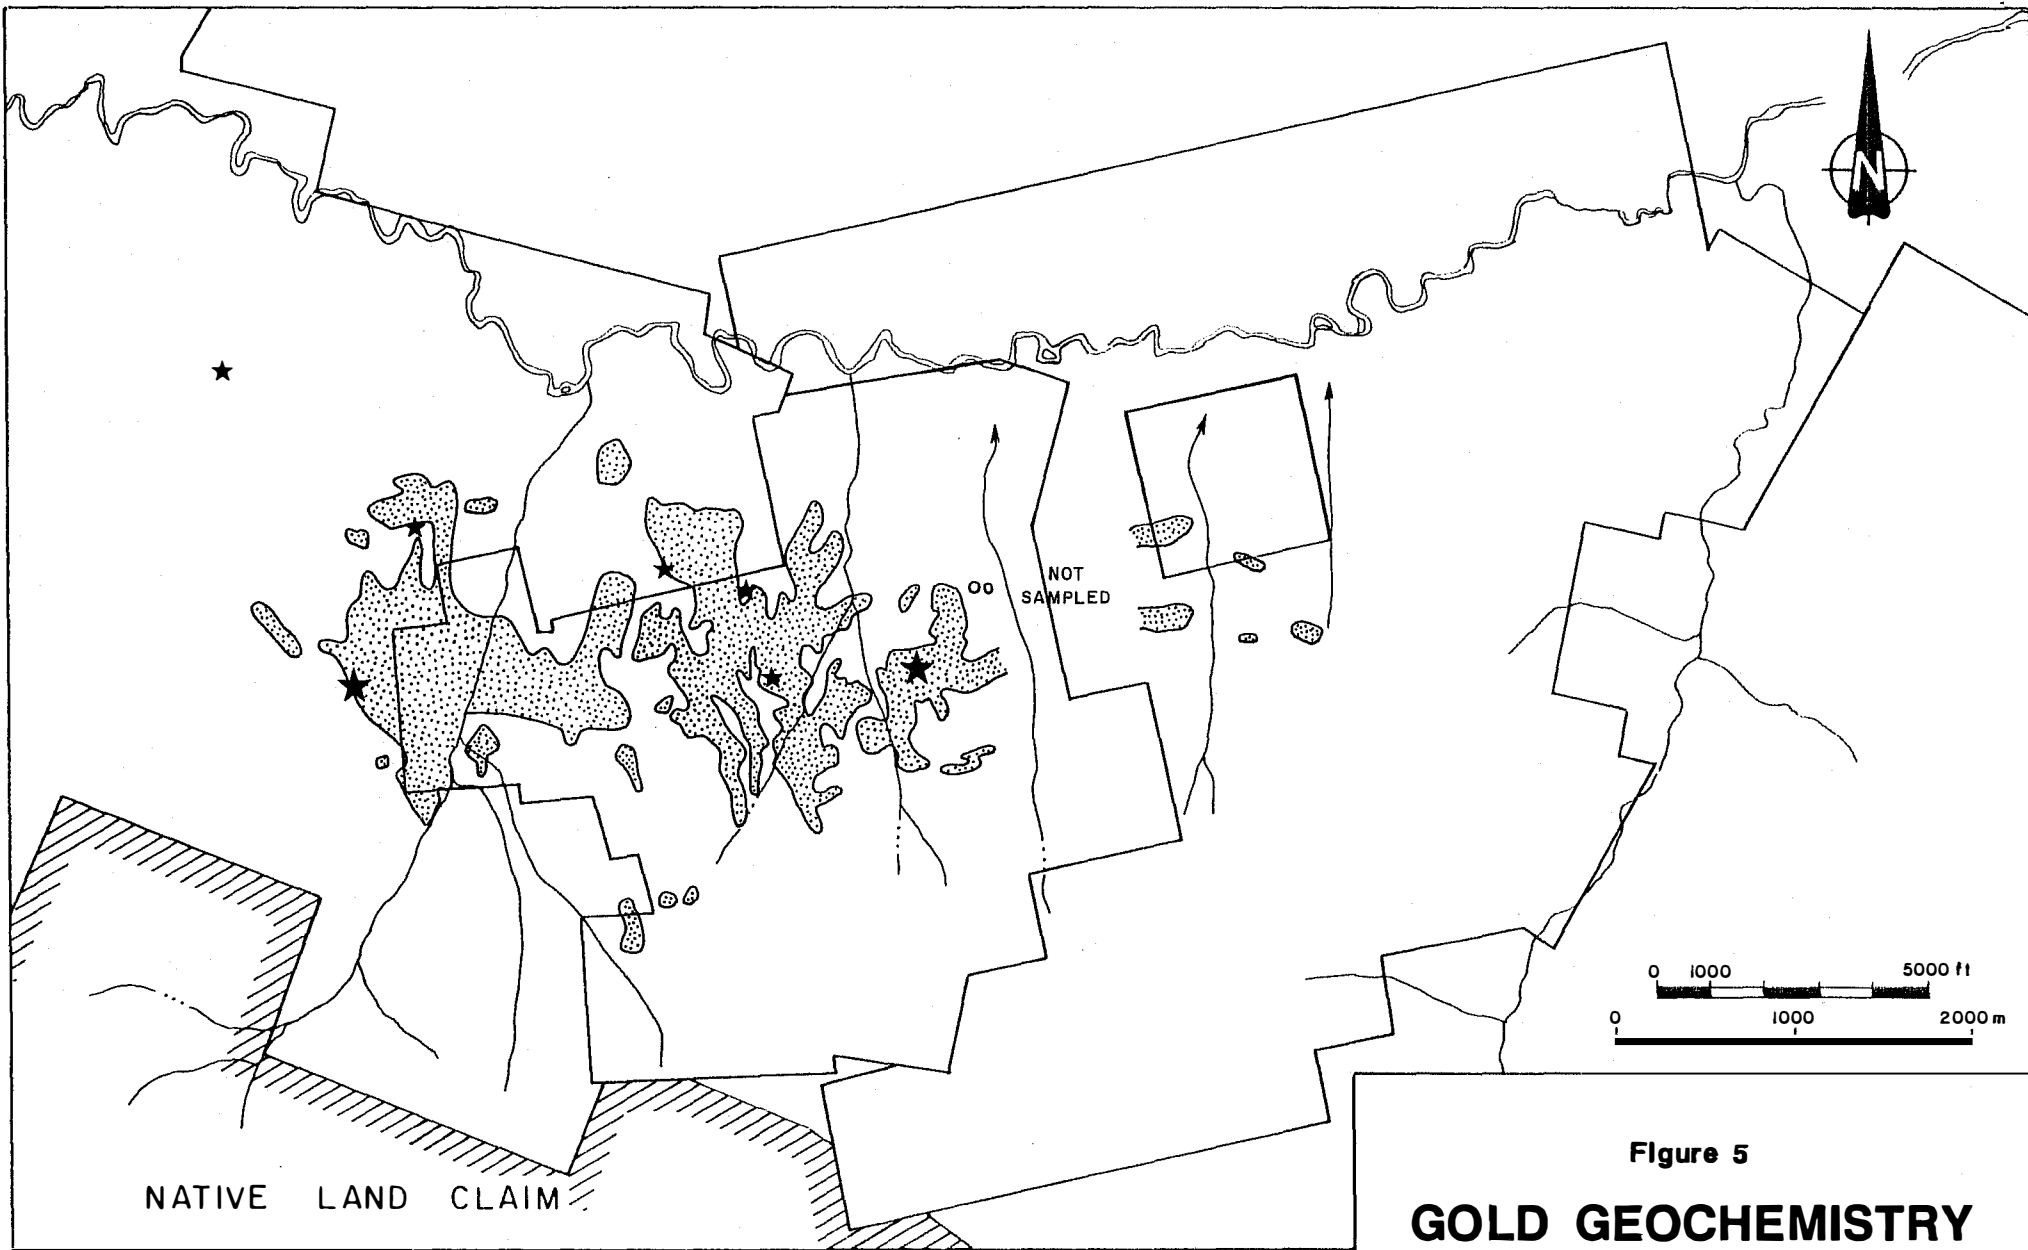 N
NOT
SAMPLED
0 1000 5000 ft
0 1000 2000 m
NATIVE LAND CLAIM
Figure 5
GOLD GEOCHEMISTRY